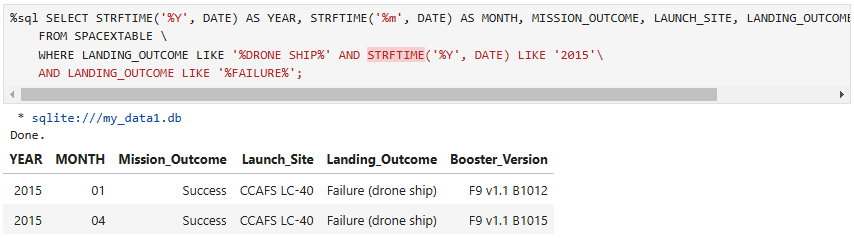 %sql SELECT STRFTIME('%Y', DATE) AS YEAR, STRFTIME('%m', DATE) AS MONTH, MISSION_OUTCOME, LAUNCH_SITE, LANDING_OUTCOME
FROM SPACEXTABLE \
WHERE LANDING_OUTCOME LIKE '%DRONE SHIP%' AND STRFTIME('%Y', DATE) LIKE '2015'\
AND LANDING_OUTCOME LIKE '%FAILURE%';
* sqlite:///my_data1.db
Done.
YEAR MONTH Mission_Outcome Launch_Site Landing_Outcome Booster_Version
2015 01 Success CCAFS LC-40 Failure (drone ship) F9 v1.1 B1012
2015 04 Success CCAFS LC-40 Failure (drone ship) F9 v1.1 B1015